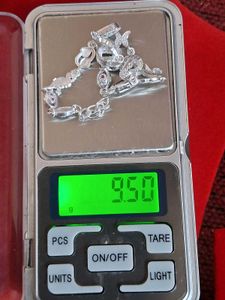 9.50
g
PCS
TARE
ON/OFF
UNITS
LIGHT